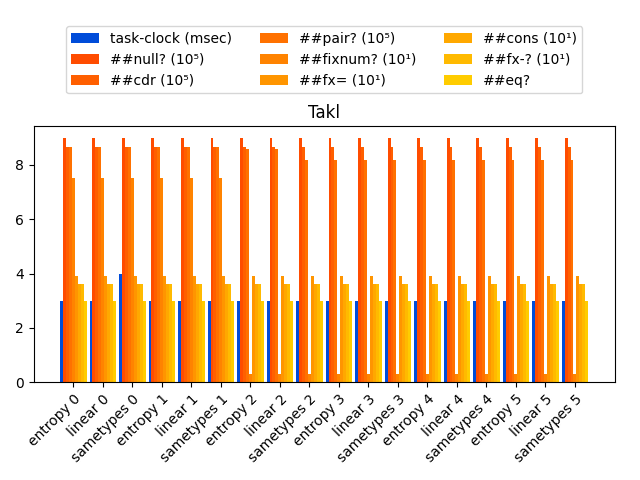 task-clock (msec) ##pair? (10⁵) ##cons (10¹)
##null? (10⁵) ##fixnum? (10¹) ##fx-? (10¹)
##cdr (10⁵) ##fx= (10¹) ##eq?
Takl
8
6
4
2
0
entropy 0
linear 0
sametypes 0
entropy 1
linear 1
sametypes 1
entropy 2
linear 2
sametypes 2
entropy 3
linear 3
sametypes 3
entropy 4
linear 4
sametypes 4
entropy 5
linear 5
sametypes 5